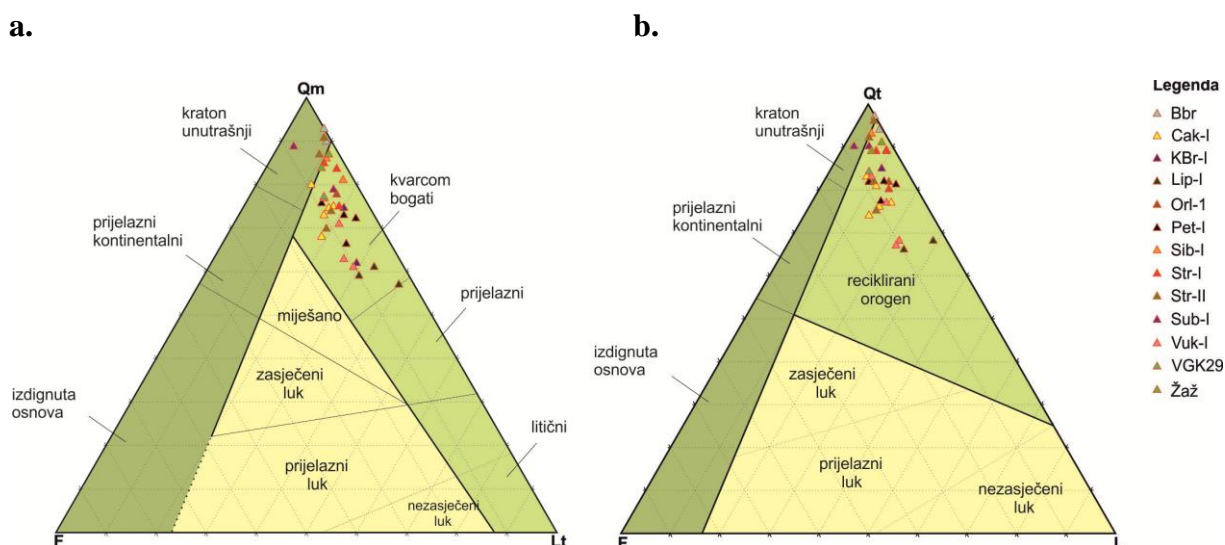 a.
b.
Qm
kraton
unutrašnji
prijelazni
kontinentalni
izdignuta
osnova
kvarcom
bogati
prijelazni
litični
miješano
zasječeni
luk
prijelazni
luk
nezasječeni
luk
F
Lt
Qt
kraton
unutrašnji
prijelazni
kontinentalni
izdignuta
osnova
reciklirani
orogen
zasječeni
luk
prijelazni
luk
nezasječeni
luk
F
L
Legenda
Bbr
Cak-I
KBr-I
Lip-I
Orl-1
Pet-I
Sib-I
Str-I
Str-II
Sub-I
Vuk-I
VGK29
Žaž